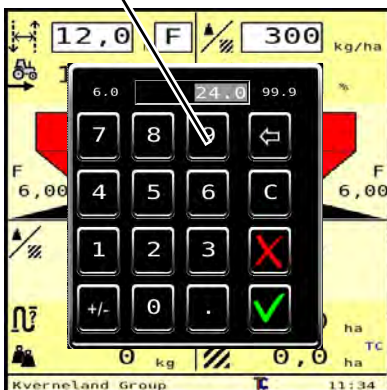 12,0 F 300 kg/ha
%
6.0 24.0 99.9
7 8 9
F F
4 5 6 C
6,00 6,00
1 2 3
+/- 0 .
ha
TC
0 kg 0,0 ha
Kverneland Group TC 11:34